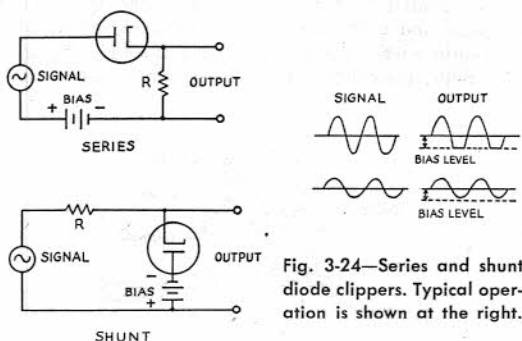 SIGNAL
R
OUTPUT
+ BIAS -
SERIES
R
SIGNAL
OUTPUT
-
BIAS
+
SHUNT
SIGNAL OUTPUT
BIAS LEVEL
BIAS LEVEL
Fig. 3-24—Series and shunt
diode clippers. Typical oper-
ation is shown at the right.